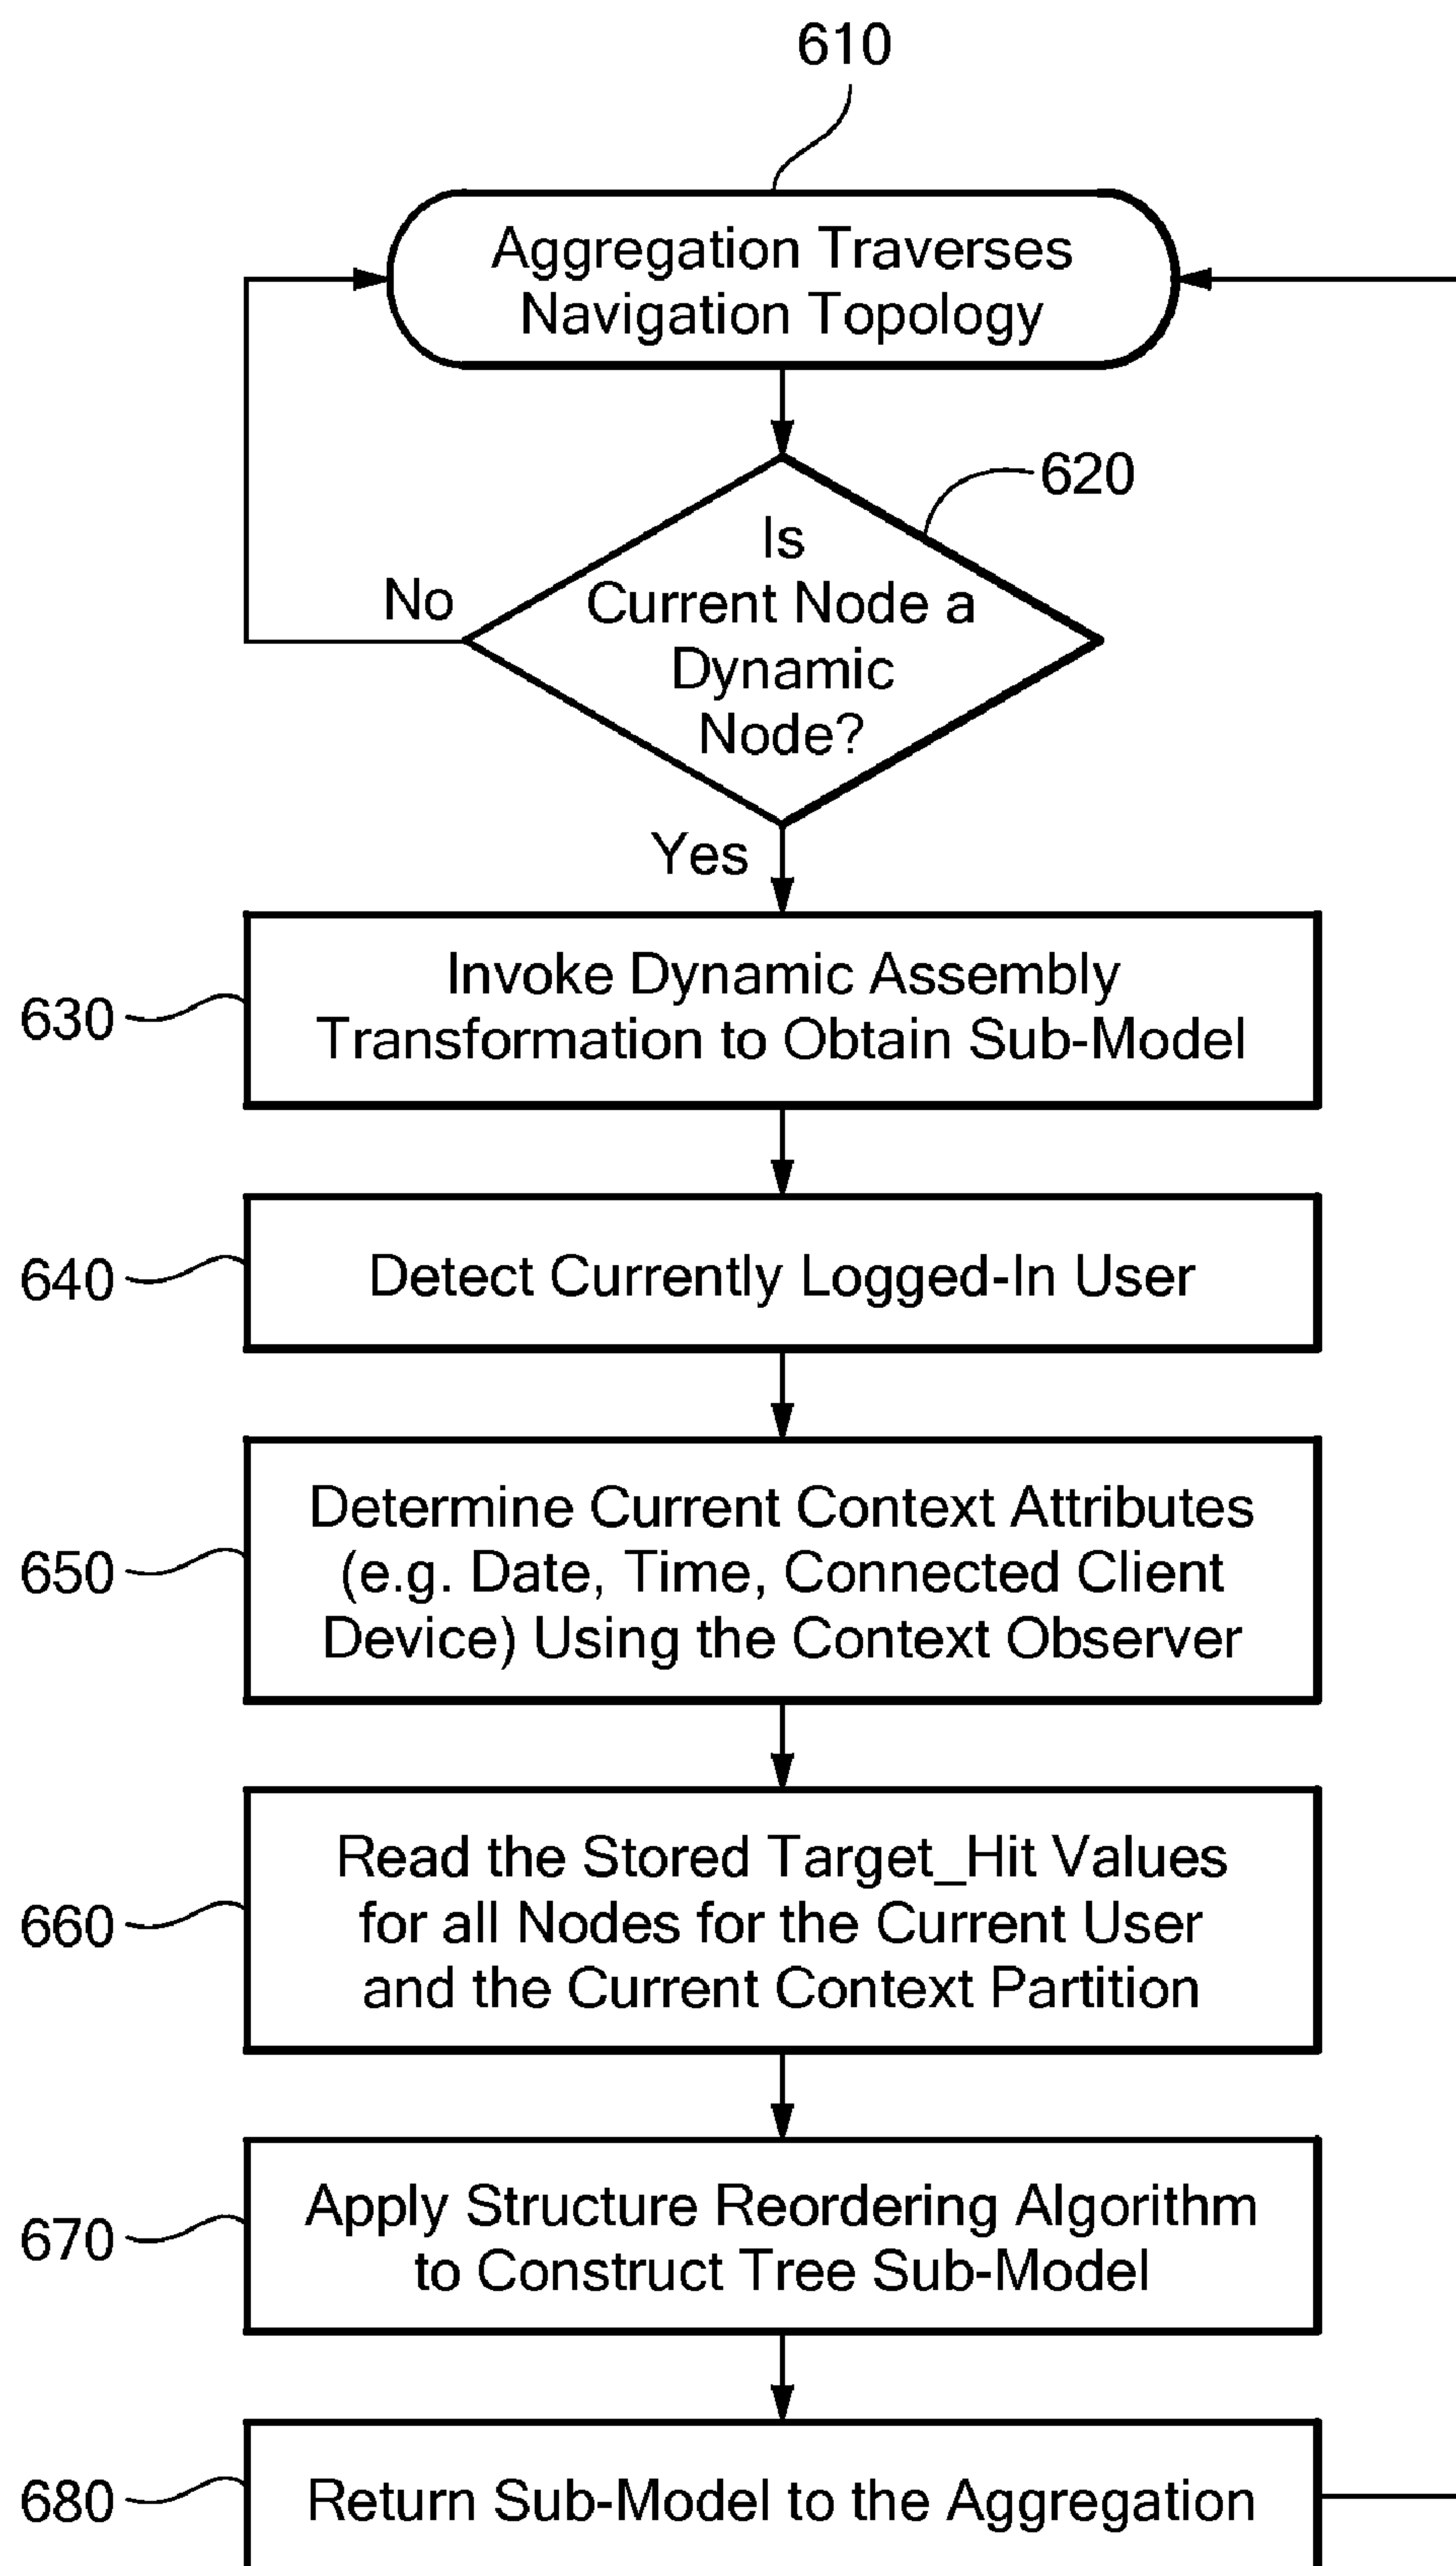 610
Aggregation Traverses
Navigation Topology
620
Is
Current Node a
Dynamic
Node?
No
Yes
630
Invoke Dynamic Assembly
Transformation to Obtain Sub-Model
640
Detect Currently Logged-In User
650
Determine Current Context Attributes
(e.g. Date, Time, Connected Client
Device) Using the Context Observer
660
Read the Stored Target_Hit Values
for all Nodes for the Current User
and the Current Context Partition
670
Apply Structure Reordering Algorithm
to Construct Tree Sub-Model
680
Return Sub-Model to the Aggregation